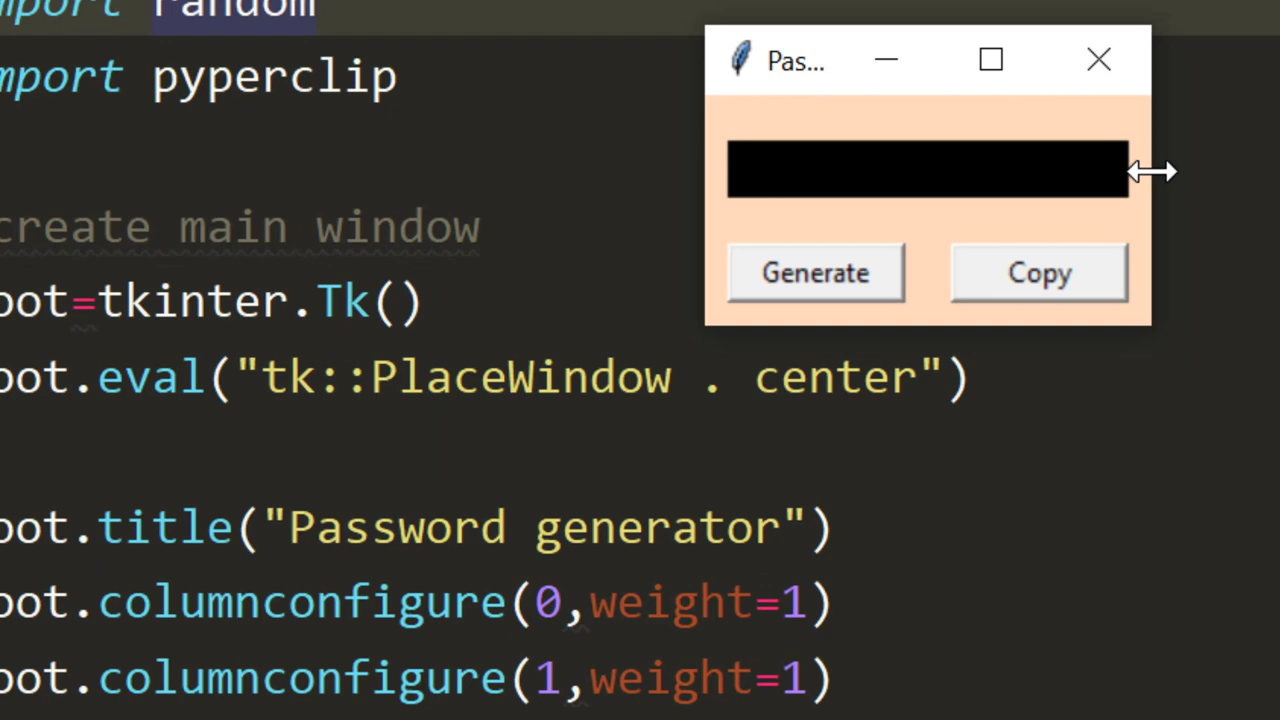 mport random
mport pyperclip
create main window
oot=tkinter.Tk()
oot.eval("tk::PlaceWindow . center")
oot.title("Password generator")
oot.columnconfigure(0,weight=1)
oot.columnconfigure(1,weight=1)
Pas...
Generate
Copy